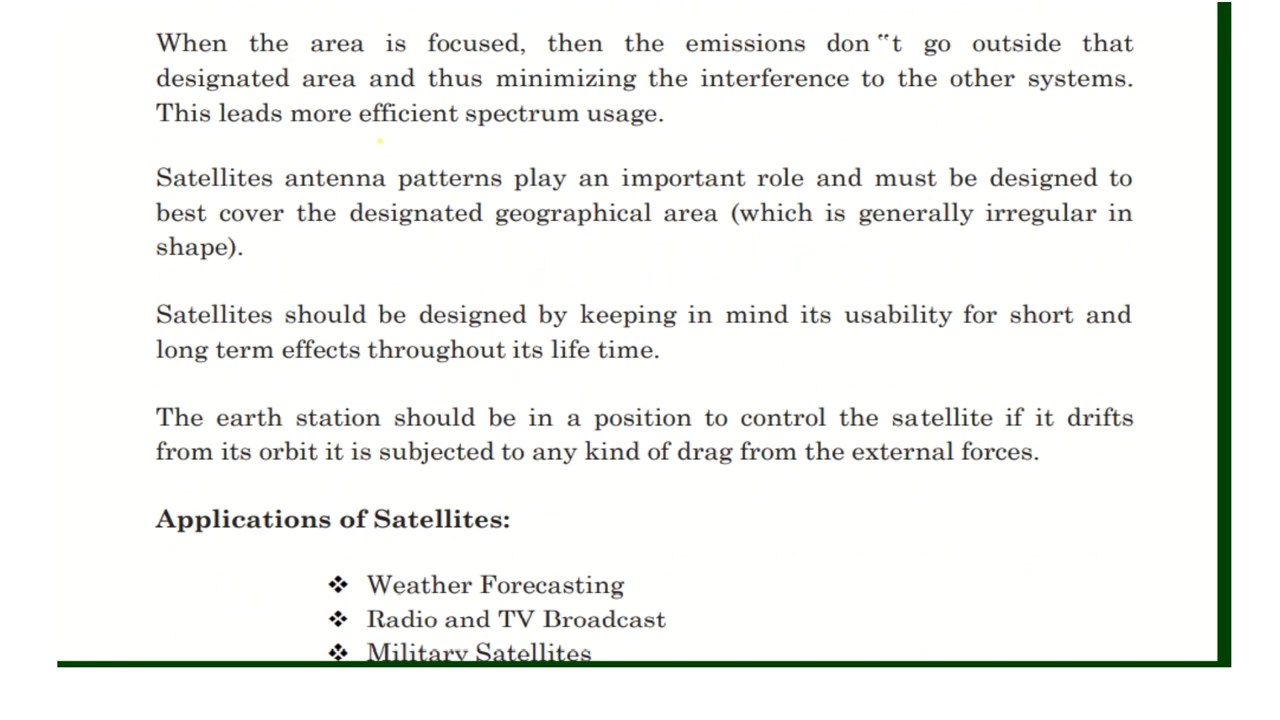 When the area is focused, then the emissions don‟t go outside that
designated area and thus minimizing the interference to the other systems.
This leads more efficient spectrum usage.
Satellites antenna patterns play an important role and must be designed to
best cover the designated geographical area (which is generally irregular in
shape).
Satellites should be designed by keeping in mind its usability for short and
long term effects throughout its life time.
The earth station should be in a position to control the satellite if it drifts
from its orbit it is subjected to any kind of drag from the external forces.
Applications of Satellites:
❖ Weather Forecasting
❖ Radio and TV Broadcast
❖ Military Satellites